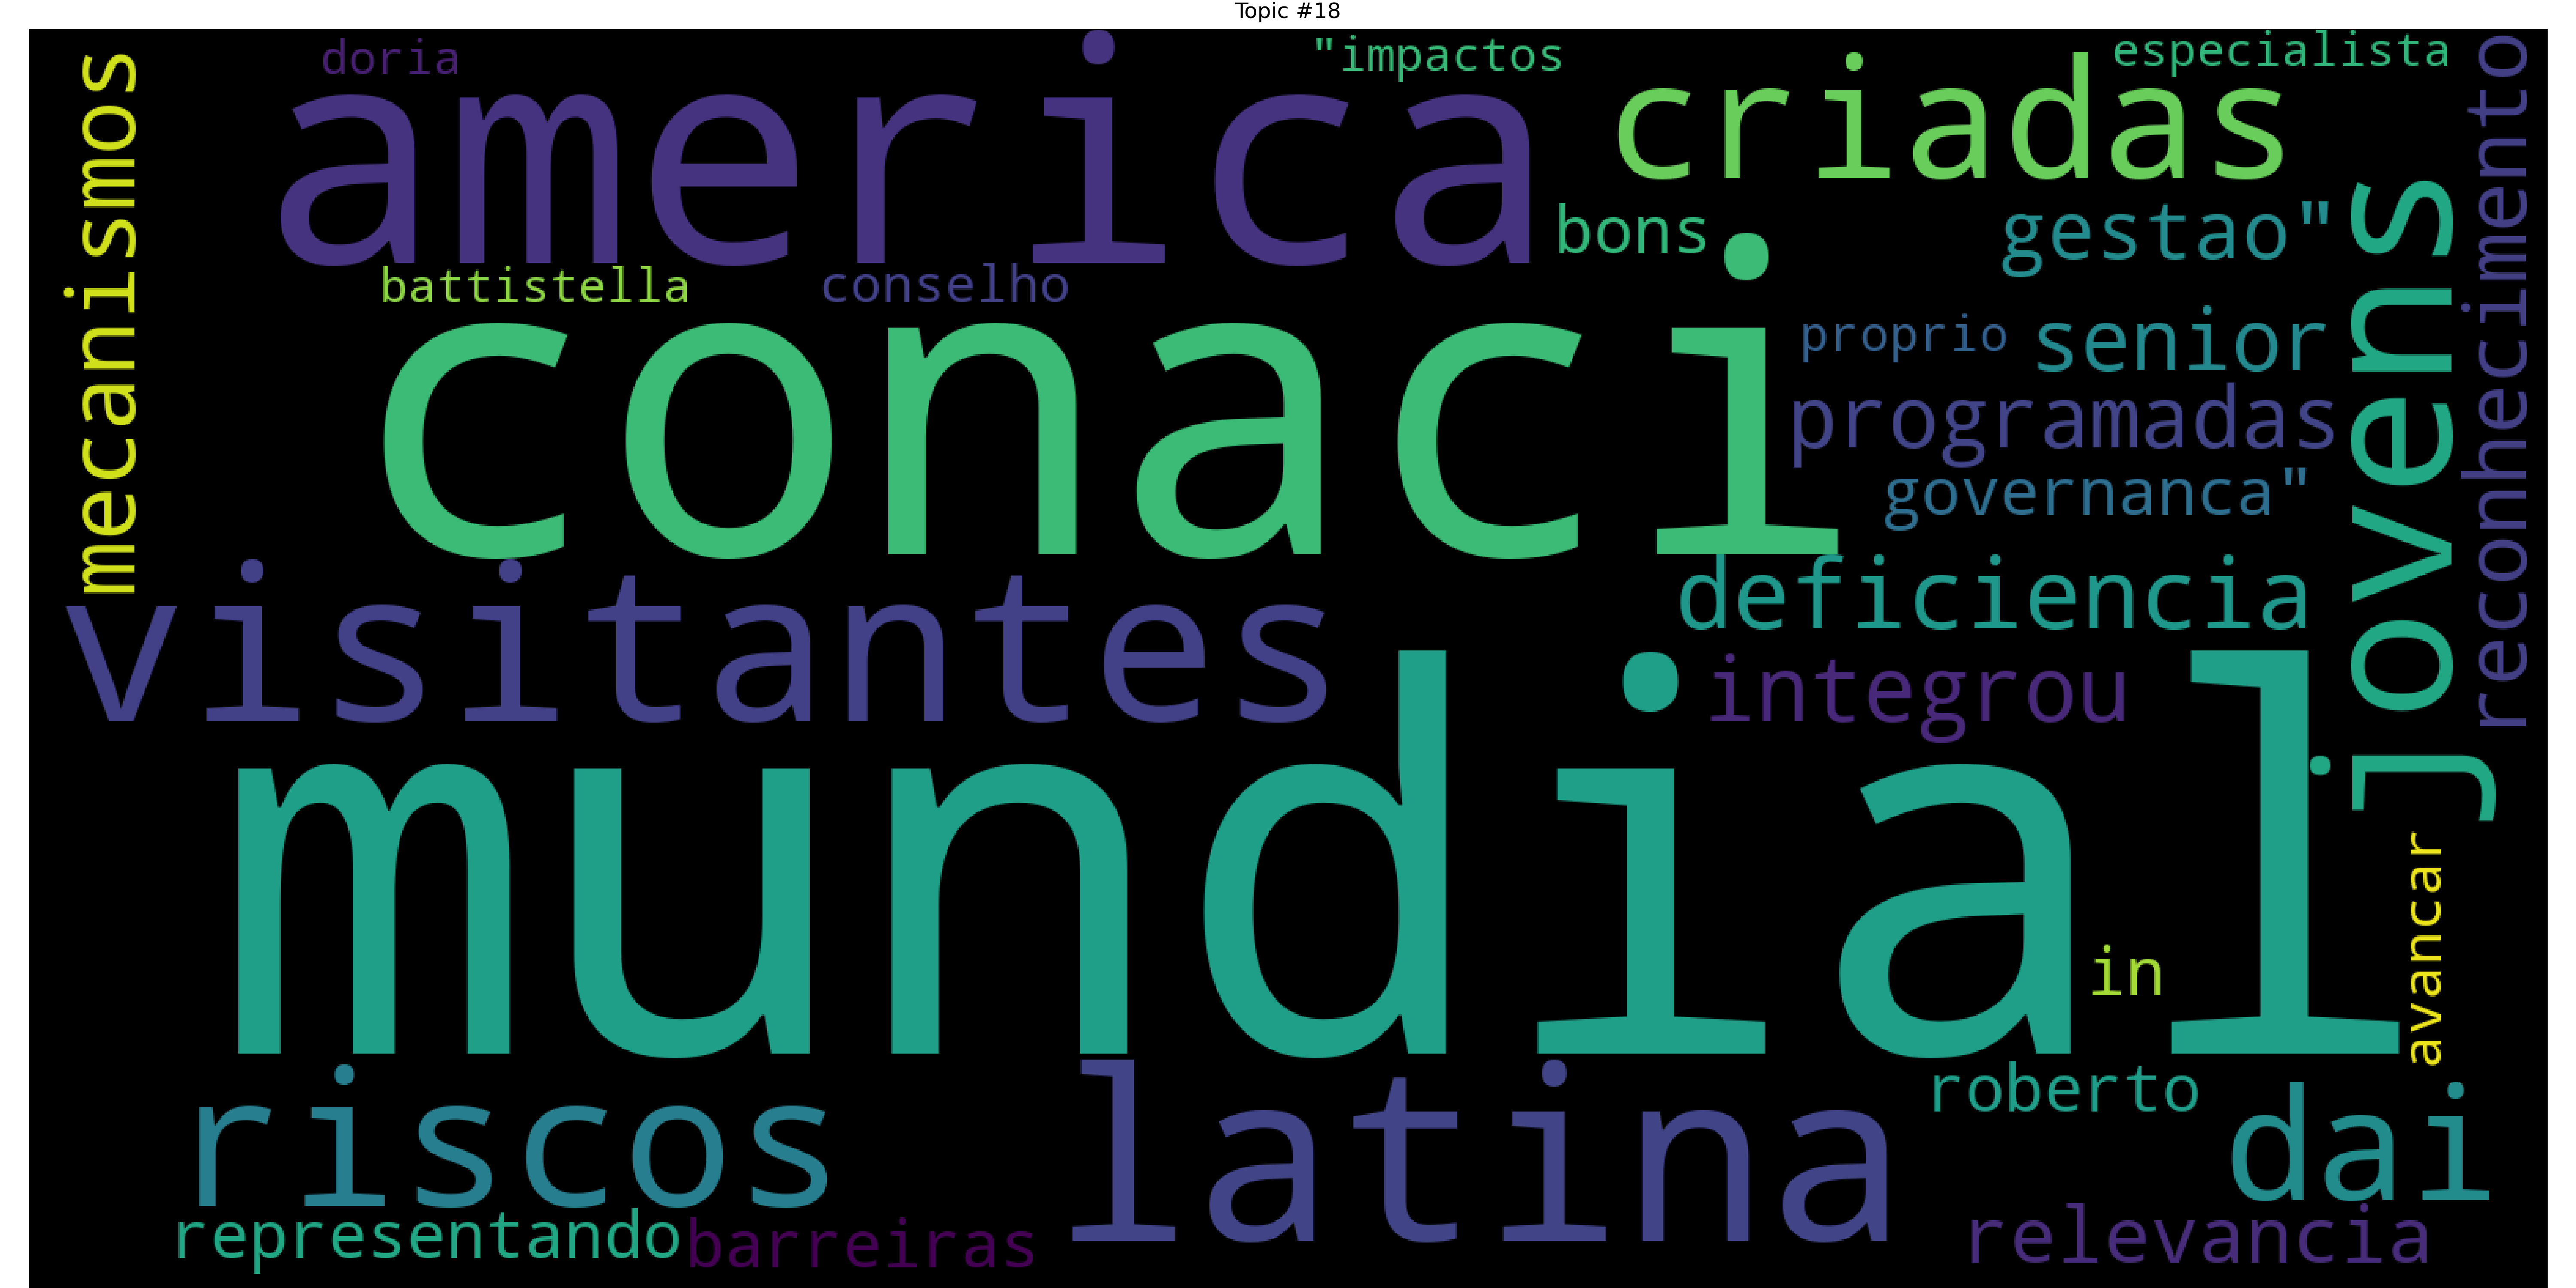 Topic #18
doria
"impactos
especialista
america
criadas
mecanismos
reconhecimento
bons
gestao"
jovens
battistella
conselho
conaci
proprio
senior
programadas
governanca"
visitantes
deficiencia
integrou
mundial
in
avancar
riscos
latina
roberto
dai
representando
barreiras
relevancia